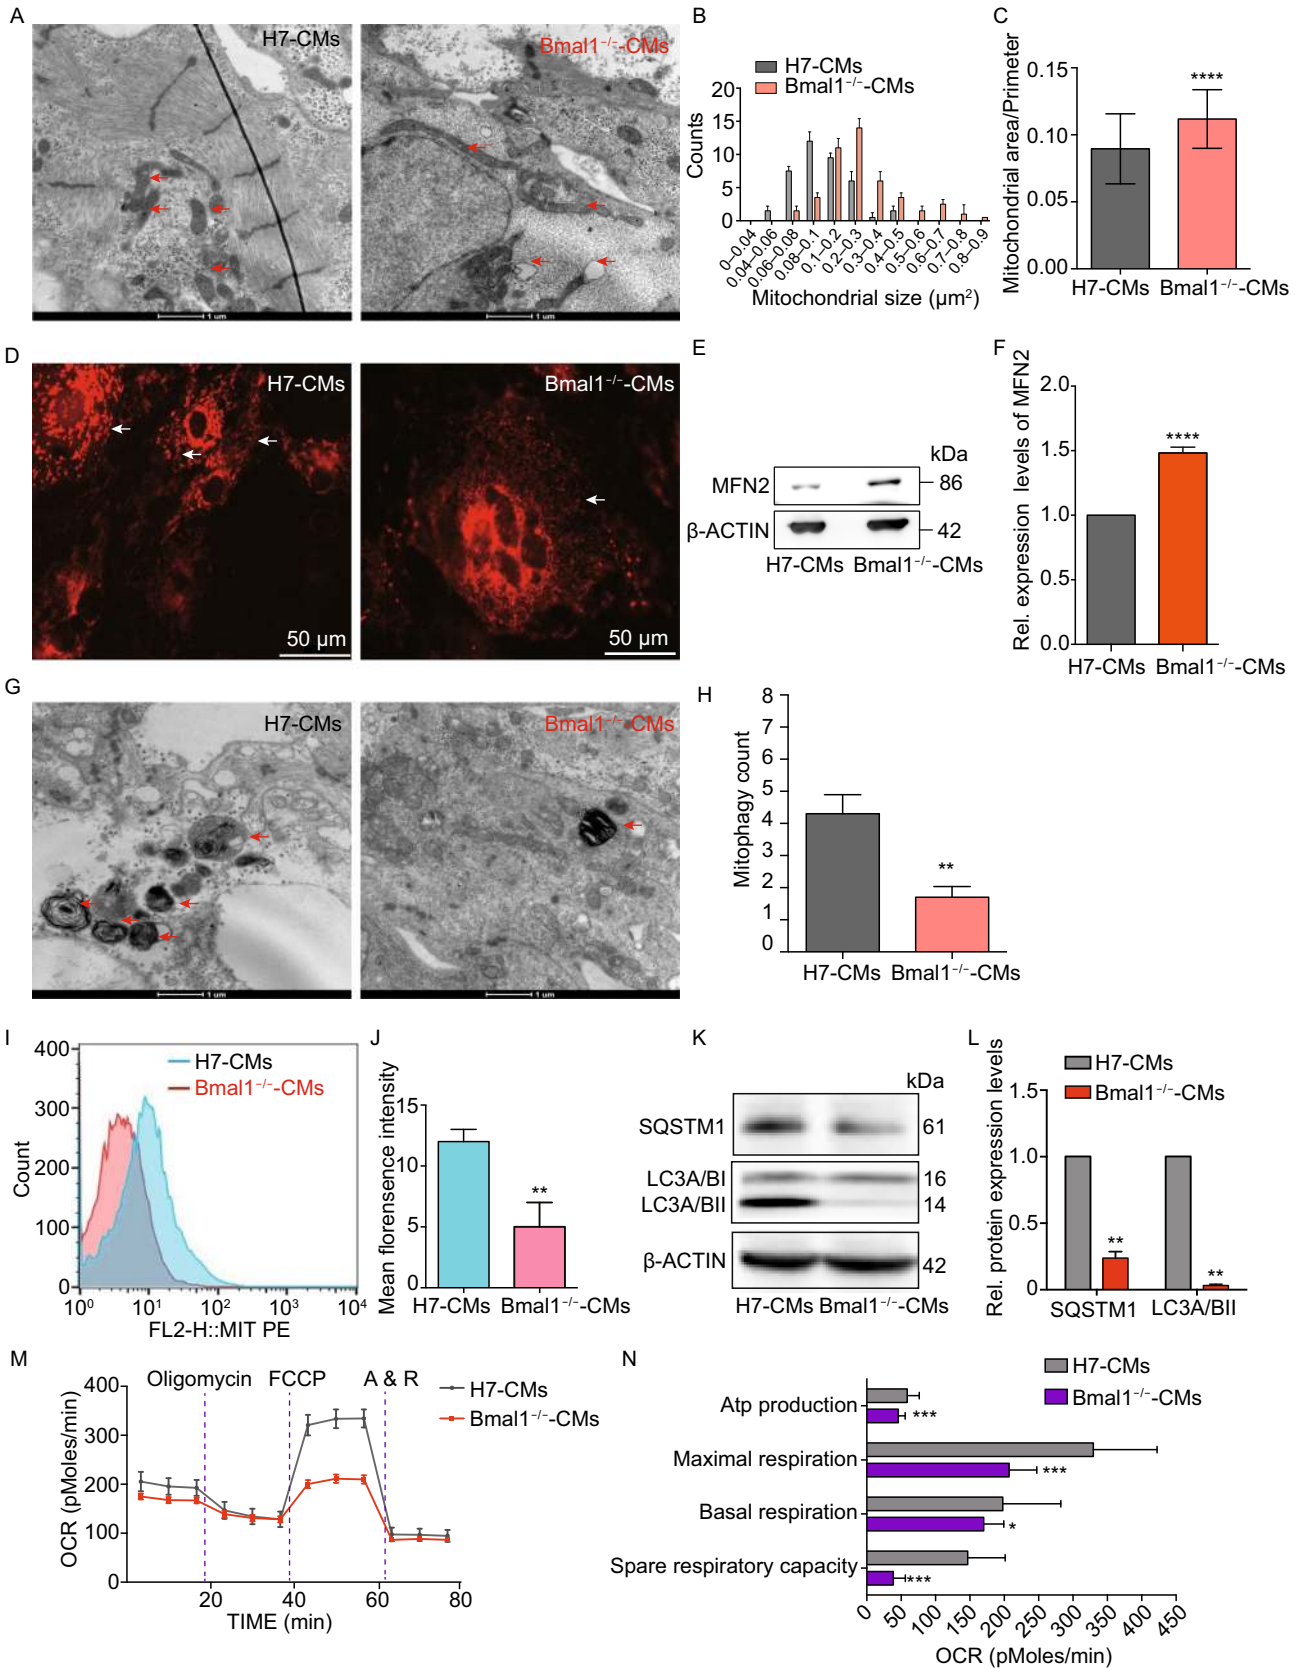 A
H7-CMs
Bmal1⁻/⁻-CMs
1 um
1 um
B
H7-CMs
Bmal1⁻/⁻-CMs
Counts
20
15
10
5
0
0–0.04
0.04–0.06
0.06–0.08
0.08–0.1
0.1–0.2
0.2–0.3
0.3–0.4
0.4–0.5
0.5–0.6
0.6–0.7
0.7–0.8
0.8–0.9
Mitochondrial size (μm²)
C
Mitochondrial area/Primeter
0.15
0.10
0.05
0.00
****
H7-CMs Bmal1⁻/⁻-CMs
D
H7-CMs
Bmal1⁻/⁻-CMs
50 μm
50 μm
E
kDa
MFN2
86
β-ACTIN
42
H7-CMs Bmal1⁻/⁻-CMs
F
Rel. expression levels of MFN2
2.0
1.5
1.0
0.5
0.0
****
H7-CMs Bmal1⁻/⁻-CMs
G
H7-CMs
Bmal1⁻/⁻-CMs
1 um
1 um
H
Mitophagy count
8
7
6
5
4
3
2
1
0
**
H7-CMs Bmal1⁻/⁻-CMs
I
H7-CMs
Bmal1⁻/⁻-CMs
Count
400
300
200
100
0
10⁰ 10¹ 10² 10³ 10⁴
FL2-H::MIT PE
J
Mean florensence intensity
15
10
5
0
**
H7-CMs Bmal1⁻/⁻-CMs
K
kDa
SQSTM1
61
LC3A/BI
16
LC3A/BII
14
β-ACTIN
42
H7-CMs Bmal1⁻/⁻-CMs
L
H7-CMs
Bmal1⁻/⁻-CMs
Rel. protein expression levels
1.5
1.0
0.5
0
**
**
SQSTM1 LC3A/BII
M
Oligomycin FCCP A & R
H7-CMs
Bmal1⁻/⁻-CMs
OCR (pMoles/min)
400
300
200
100
0
20 40 60 80
TIME (min)
N
H7-CMs
Bmal1⁻/⁻-CMs
Atp production
***
Maximal respiration
***
Basal respiration
*
Spare respiratory capacity
***
0 50 100 150 200 250 300 350 400 450
OCR (pMoles/min)